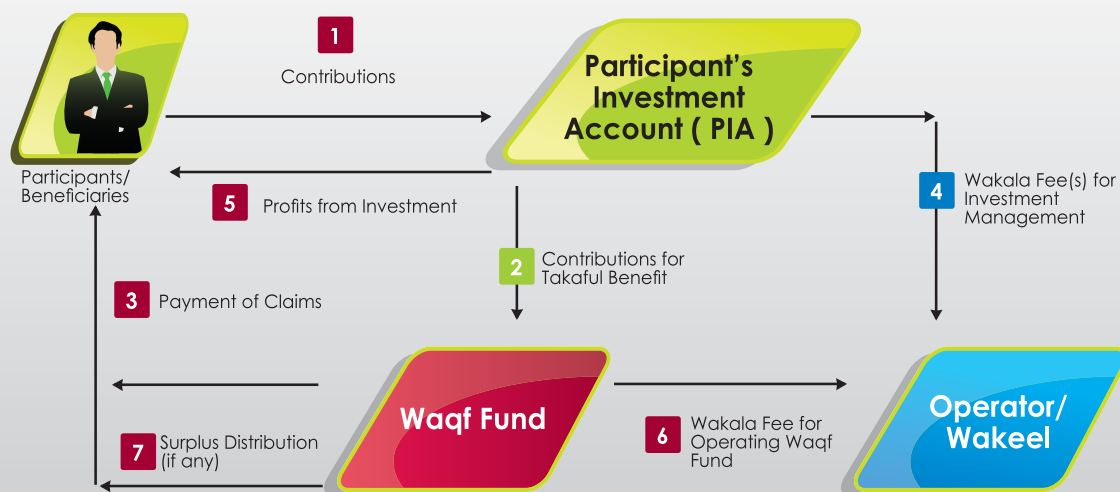 1
Contributions
Participant's
Investment
Account ( PIA )
Participants/
Beneficiaries
5 Profits from Investment
4 Wakala Fee(s) for
Investment
Management
2 Contributions for
Takaful Benefit
3 Payment of Claims
Waqf Fund
Operator/
Wakeel
7 Surplus Distribution
(if any)
6 Wakala Fee for
Operating Waqf
Fund